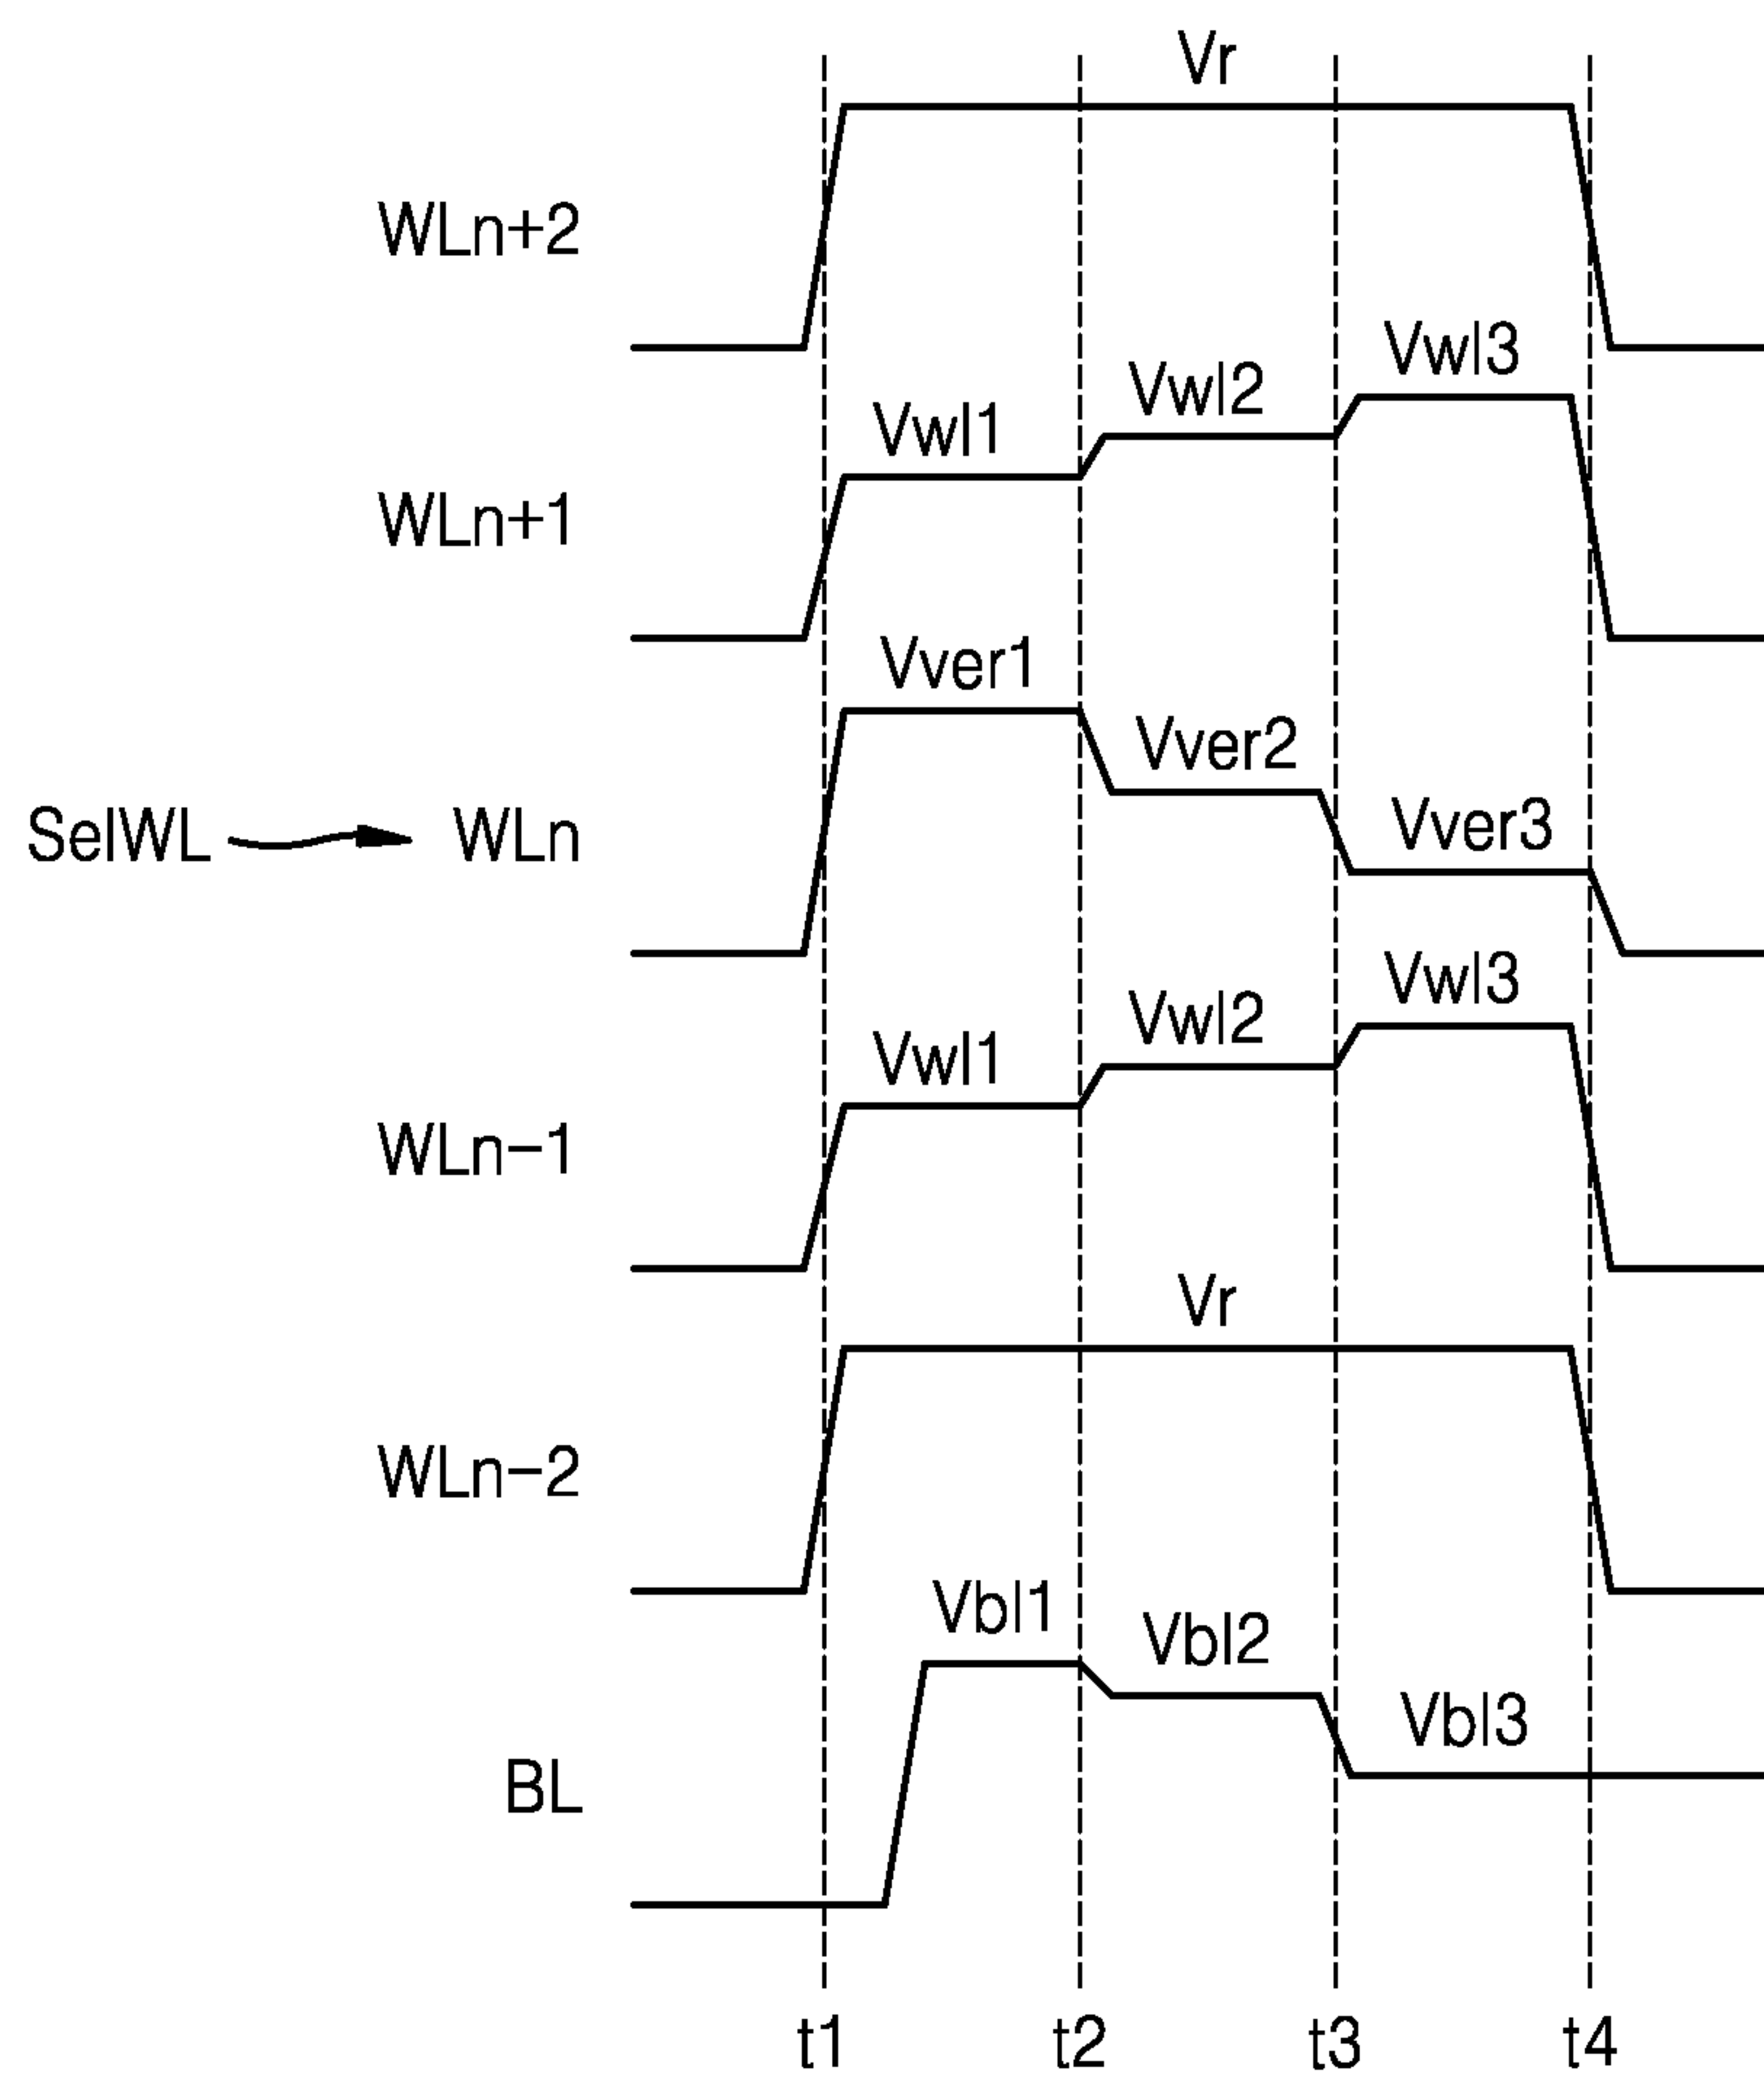 Vr
WLn+2
Vwl1 Vwl2 Vwl3
WLn+1
Vver1 Vver2 Vver3
SelWL WLn
Vwl1 Vwl2 Vwl3
WLn-1
Vr
WLn-2
Vbl1 Vbl2 Vbl3
BL
t1 t2 t3 t4